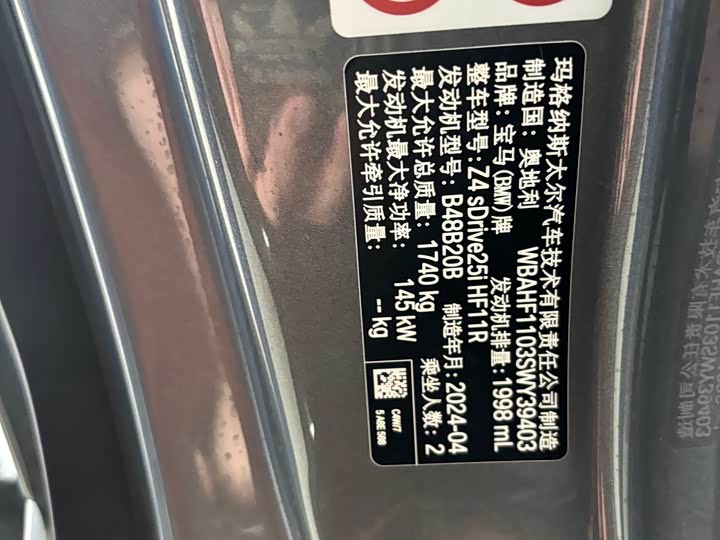 玛格纳斯太尔汽车技术有限责任公司制造
制造国：奥地利 WBAHF1103SWY39403
品牌：宝马(BMW)牌 发动机排量：1998 mL
整车型号：Z4 sDrive25i HF11R
发动机型号：B48B20B 制造年月：2024-04
最大允许总质量：1740 kg 乘坐人数：2
发动机最大净功率：145 kW
最大允许牵引质量：-- kg